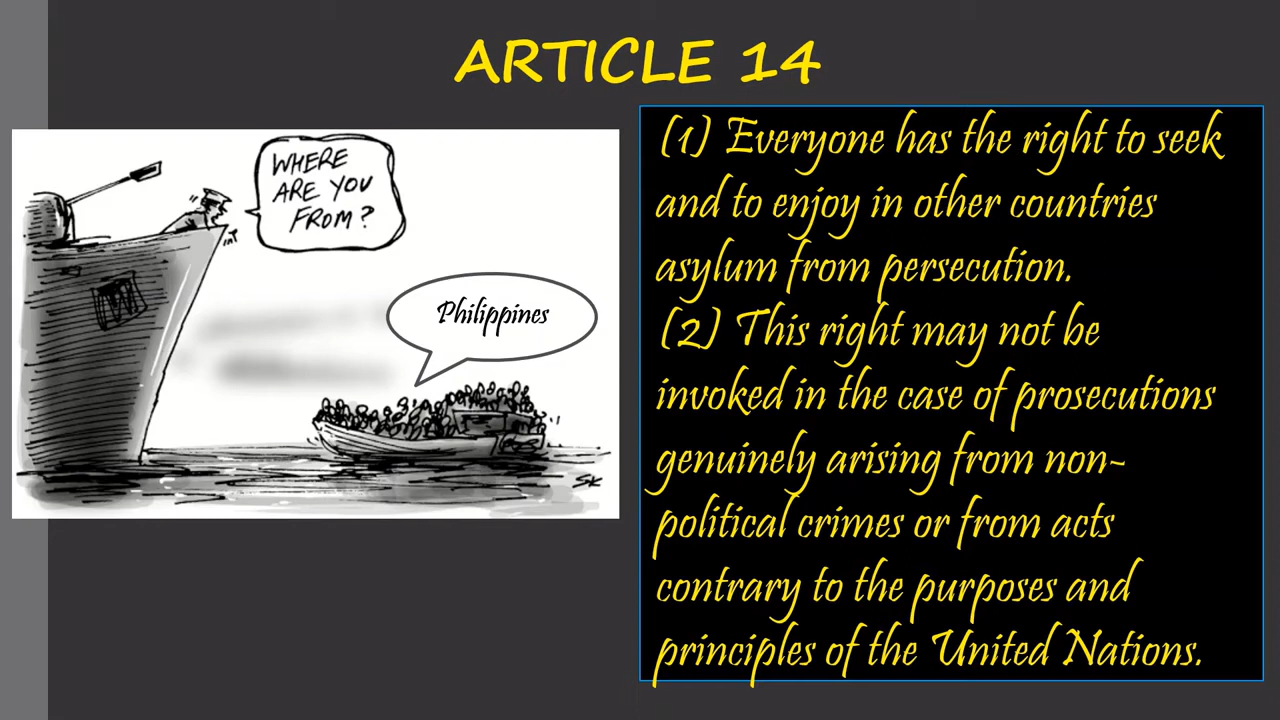 ARTICLE 14
WHERE
ARE YOU
FROM?
Philippines
SK
(1) Everyone has the right to seek
and to enjoy in other countries
asylum from persecution.
(2) This right may not be
invoked in the case of prosecutions
genuinely arising from non-
political crimes or from acts
contrary to the purposes and
principles of the United Nations.